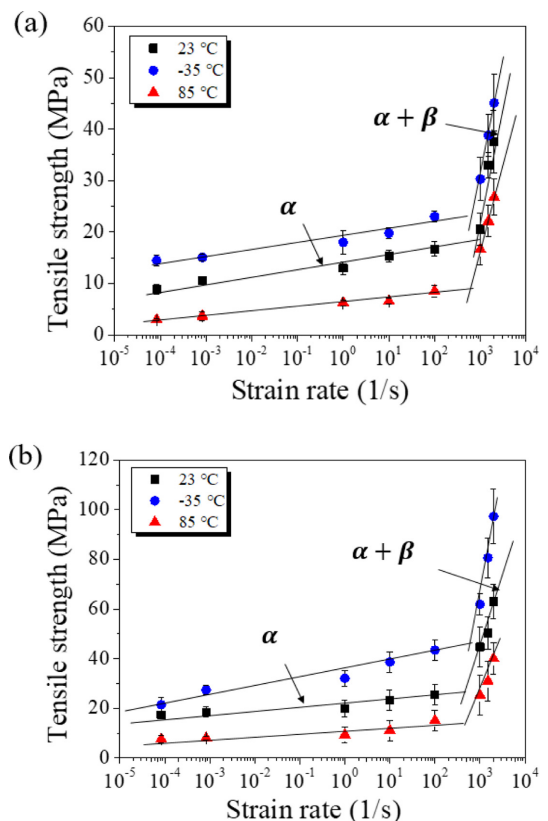 (a)
60
50
40
30
20
10
0
Tensile strength (MPa)
23 °C
-35 °C
85 °C
α
α + β
10⁻⁵ 10⁻⁴ 10⁻³ 10⁻² 10⁻¹ 10⁰ 10¹ 10² 10³ 10⁴
Strain rate (1/s)
(b)
120
100
80
60
40
20
0
Tensile strength (MPa)
23 °C
-35 °C
85 °C
α + β
α
10⁻⁵ 10⁻⁴ 10⁻³ 10⁻² 10⁻¹ 10⁰ 10¹ 10² 10³ 10⁴
Strain rate (1/s)